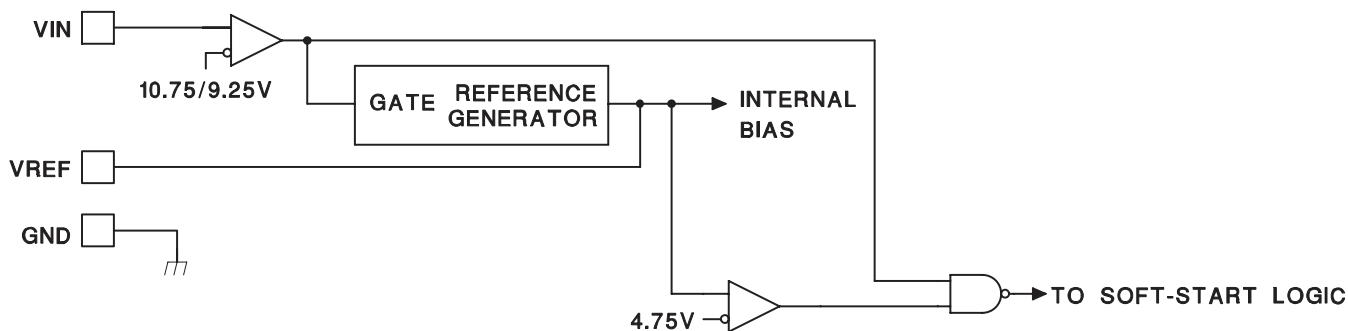 VIN
10.75/9.25V
GATE
REFERENCE
GENERATOR
INTERNAL
BIAS
VREF
GND
4.75V
TO SOFT-START LOGIC